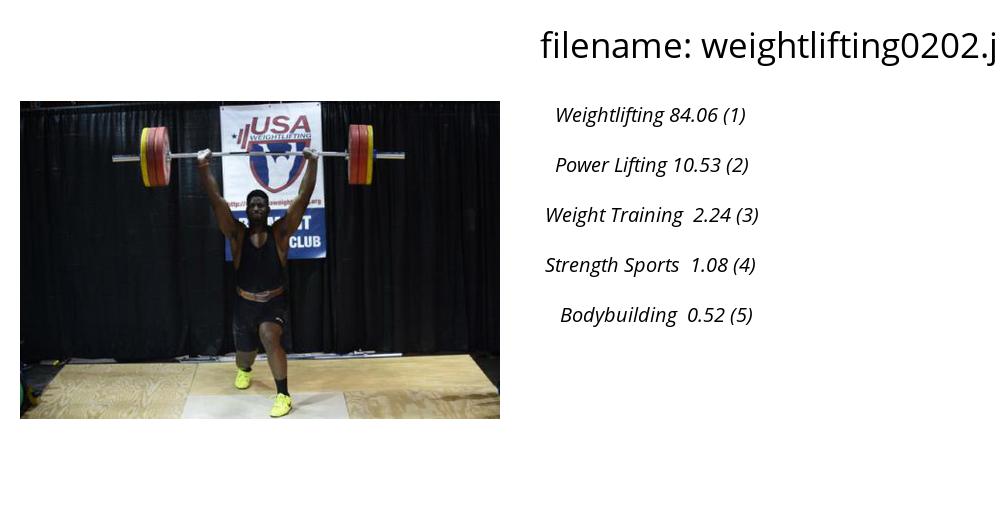 filename: weightlifting0202.j
Weightlifting 84.06 (1)
Power Lifting 10.53 (2)
Weight Training 2.24 (3)
Strength Sports 1.08 (4)
Bodybuilding 0.52 (5)
USA
WEIGHTLIFTING
CLUB